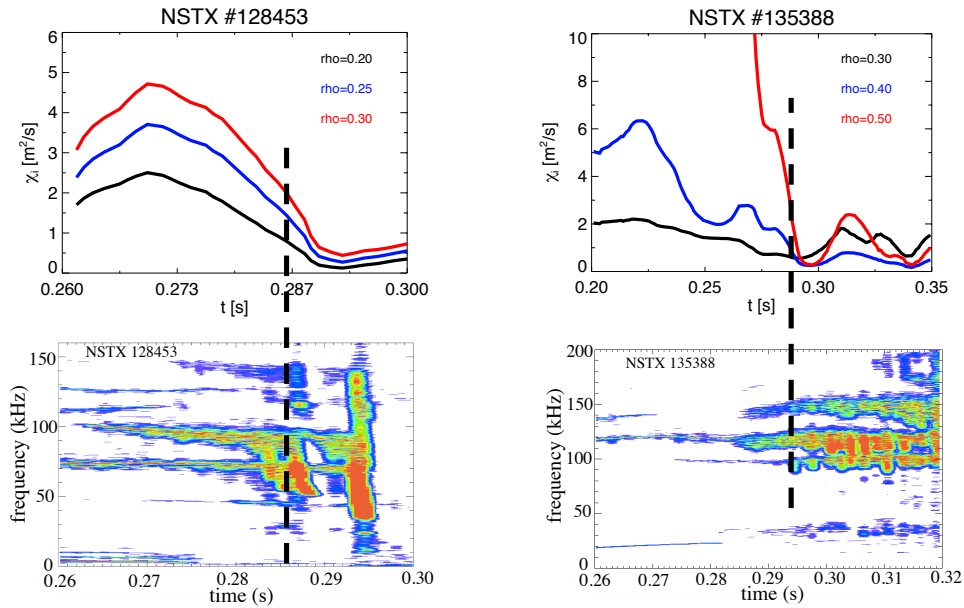 NSTX #128453
6
5
4
3
2
1
0
χi [m²/s]
rho=0.20
rho=0.25
rho=0.30
0.260
0.273
0.287
0.300
t [s]
NSTX #135388
10
8
6
4
2
0
χi [m²/s]
rho=0.30
rho=0.40
rho=0.50
0.20
0.25
0.30
0.35
t [s]
NSTX 128453
150
100
50
0
frequency (kHz)
0.26
0.27
0.28
0.29
0.30
time (s)
NSTX 135388
200
150
100
50
0
frequency (kHz)
0.26
0.27
0.28
0.29
0.30
0.31
0.32
time (s)